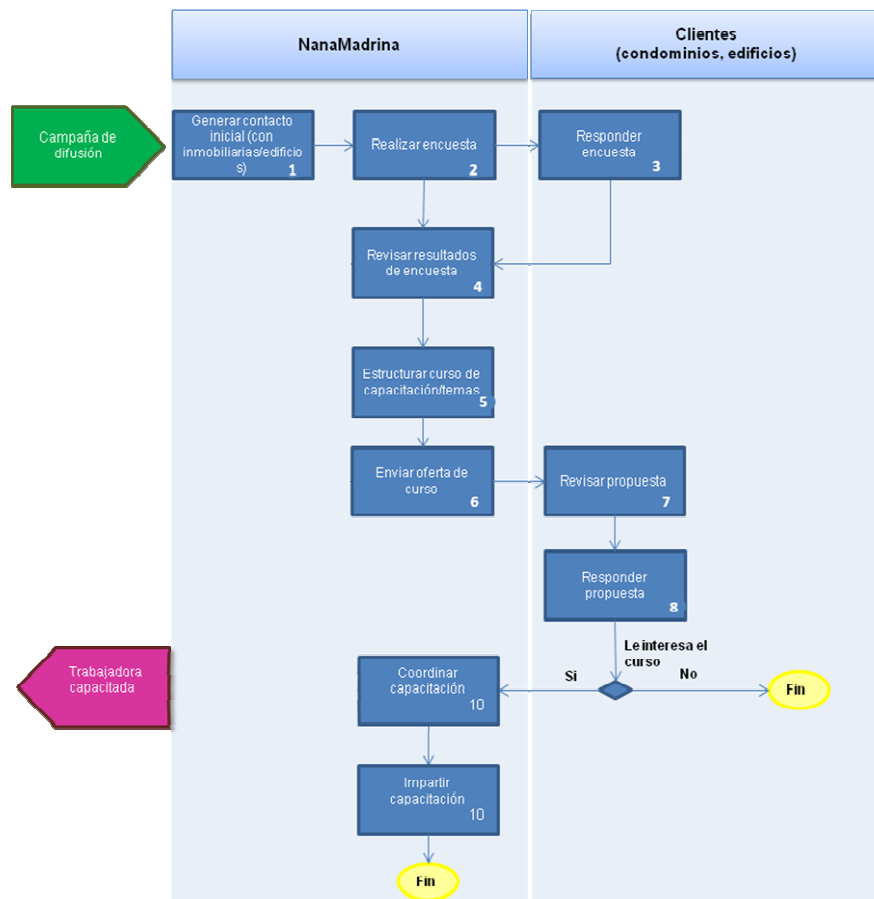 NanaMadrina
Clientes
(condominios, edificios)
Campaña de
difusión
Generar contacto
inicial (con
inmobiliarias/edificio
s)
1
Realizar encuesta
2
Responder
encuesta
3
Revisar resultados
de encuesta
4
Estructurar curso de
capacitación/temas
5
Enviar oferta de
curso
6
Revisar propuesta
7
Responder
propuesta
8
Le interesa el
curso
Si
No
Fin
Trabajadora
capacitada
Coordinar
capacitación
10
Impartir
capacitación
10
Fin